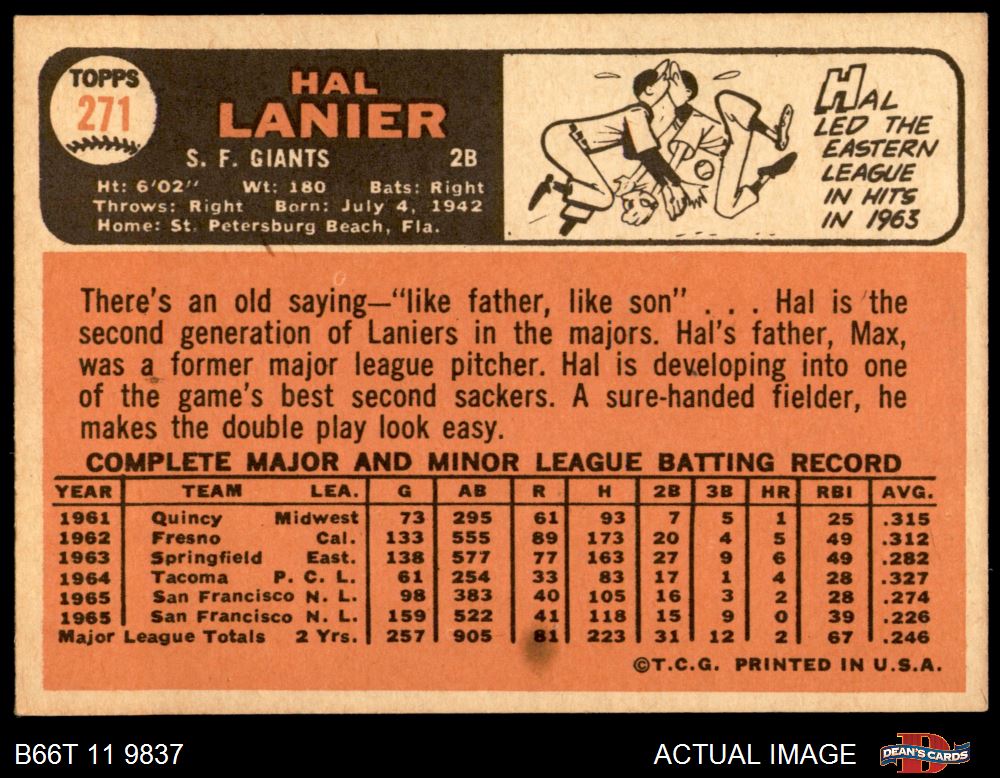 TOPPS
271
HAL
LANIER
S. F. GIANTS 2B
Ht: 6'02" Wt: 180 Bats: Right
Throws: Right Born: July 4, 1942
Home: St. Petersburg Beach, Fla.
HAL
LED THE
EASTERN
LEAGUE
IN HITS
IN 1963
There's an old saying—"like father, like son" . . . Hal is the
second generation of Laniers in the majors. Hal's father, Max,
was a former major league pitcher. Hal is developing into one
of the game's best second sackers. A sure-handed fielder, he
makes the double play look easy.
COMPLETE MAJOR AND MINOR LEAGUE BATTING RECORD
YEAR TEAM LEA. G AB R H 2B 3B HR RBI AVG.
1961 Quincy Midwest 73 295 61 93 7 5 1 25 .315
1962 Fresno Cal. 133 555 89 173 20 4 5 49 .312
1963 Springfield East. 138 577 77 163 27 9 6 49 .282
1964 Tacoma P. C. L. 61 254 33 83 17 1 4 28 .327
1965 San Francisco N. L. 98 383 40 105 16 3 2 28 .274
1965 San Francisco N. L. 159 522 41 118 15 9 0 39 .226
Major League Totals 2 Yrs. 257 905 81 223 31 12 2 67 .246
©T.C.G. PRINTED IN U.S.A.
B66T 11 9837 ACTUAL IMAGE DEAN'S CARDS